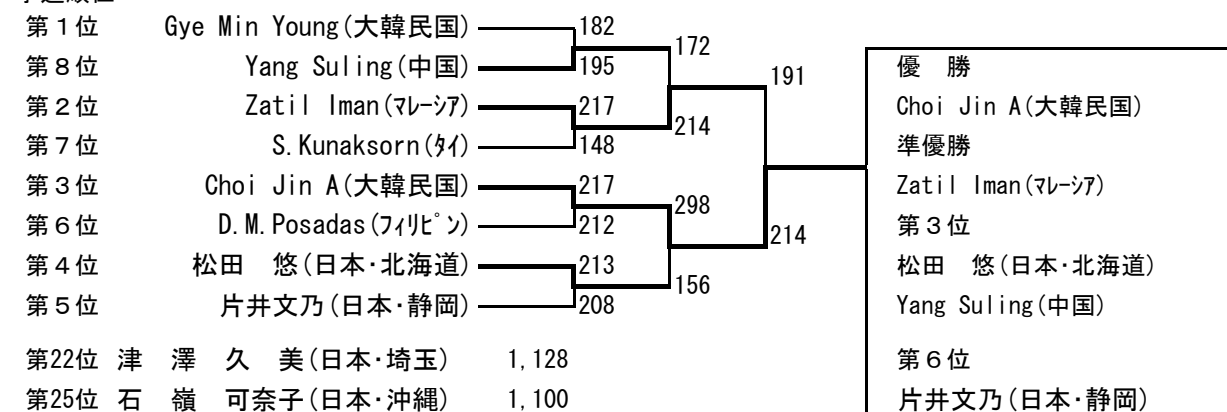 第１位 Gye Min Young(大韓民国) 182
172
第８位 Yang Suling(中国) 195
191
優 勝
第２位 Zatil Iman(ﾏﾚｰｼｱ) 217
Choi Jin A(大韓民国)
214
第７位 S.Kunaksorn(ﾀｲ) 148
準優勝
第３位 Choi Jin A(大韓民国) 217
Zatil Iman(ﾏﾚｰｼｱ)
298
第６位 D.M.Posadas(ﾌｨﾘﾋﾟﾝ) 212
214
第３位
第４位 松田 悠(日本･北海道) 213
松田 悠(日本･北海道)
156
第５位 片井文乃(日本･静岡) 208
Yang Suling(中国)
第22位 津 澤 久 美(日本･埼玉) 1,128
第６位
第25位 石 嶺 可奈子(日本･沖縄) 1,100
片井文乃(日本･静岡)